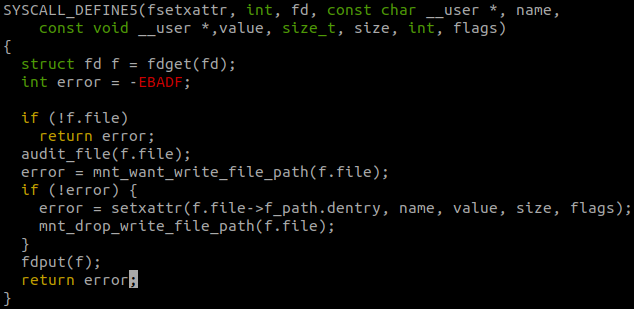 SYSCALL_DEFINE5(fsetxattr, int, fd, const char __user *, name,
    const void __user *,value, size_t, size, int, flags)
{
  struct fd f = fdget(fd);
  int error = -EBADF;

  if (!f.file)
    return error;
  audit_file(f.file);
  error = mnt_want_write_file_path(f.file);
  if (!error) {
    error = setxattr(f.file->f_path.dentry, name, value, size, flags);
    mnt_drop_write_file_path(f.file);
  }
  fdput(f);
  return error;
}